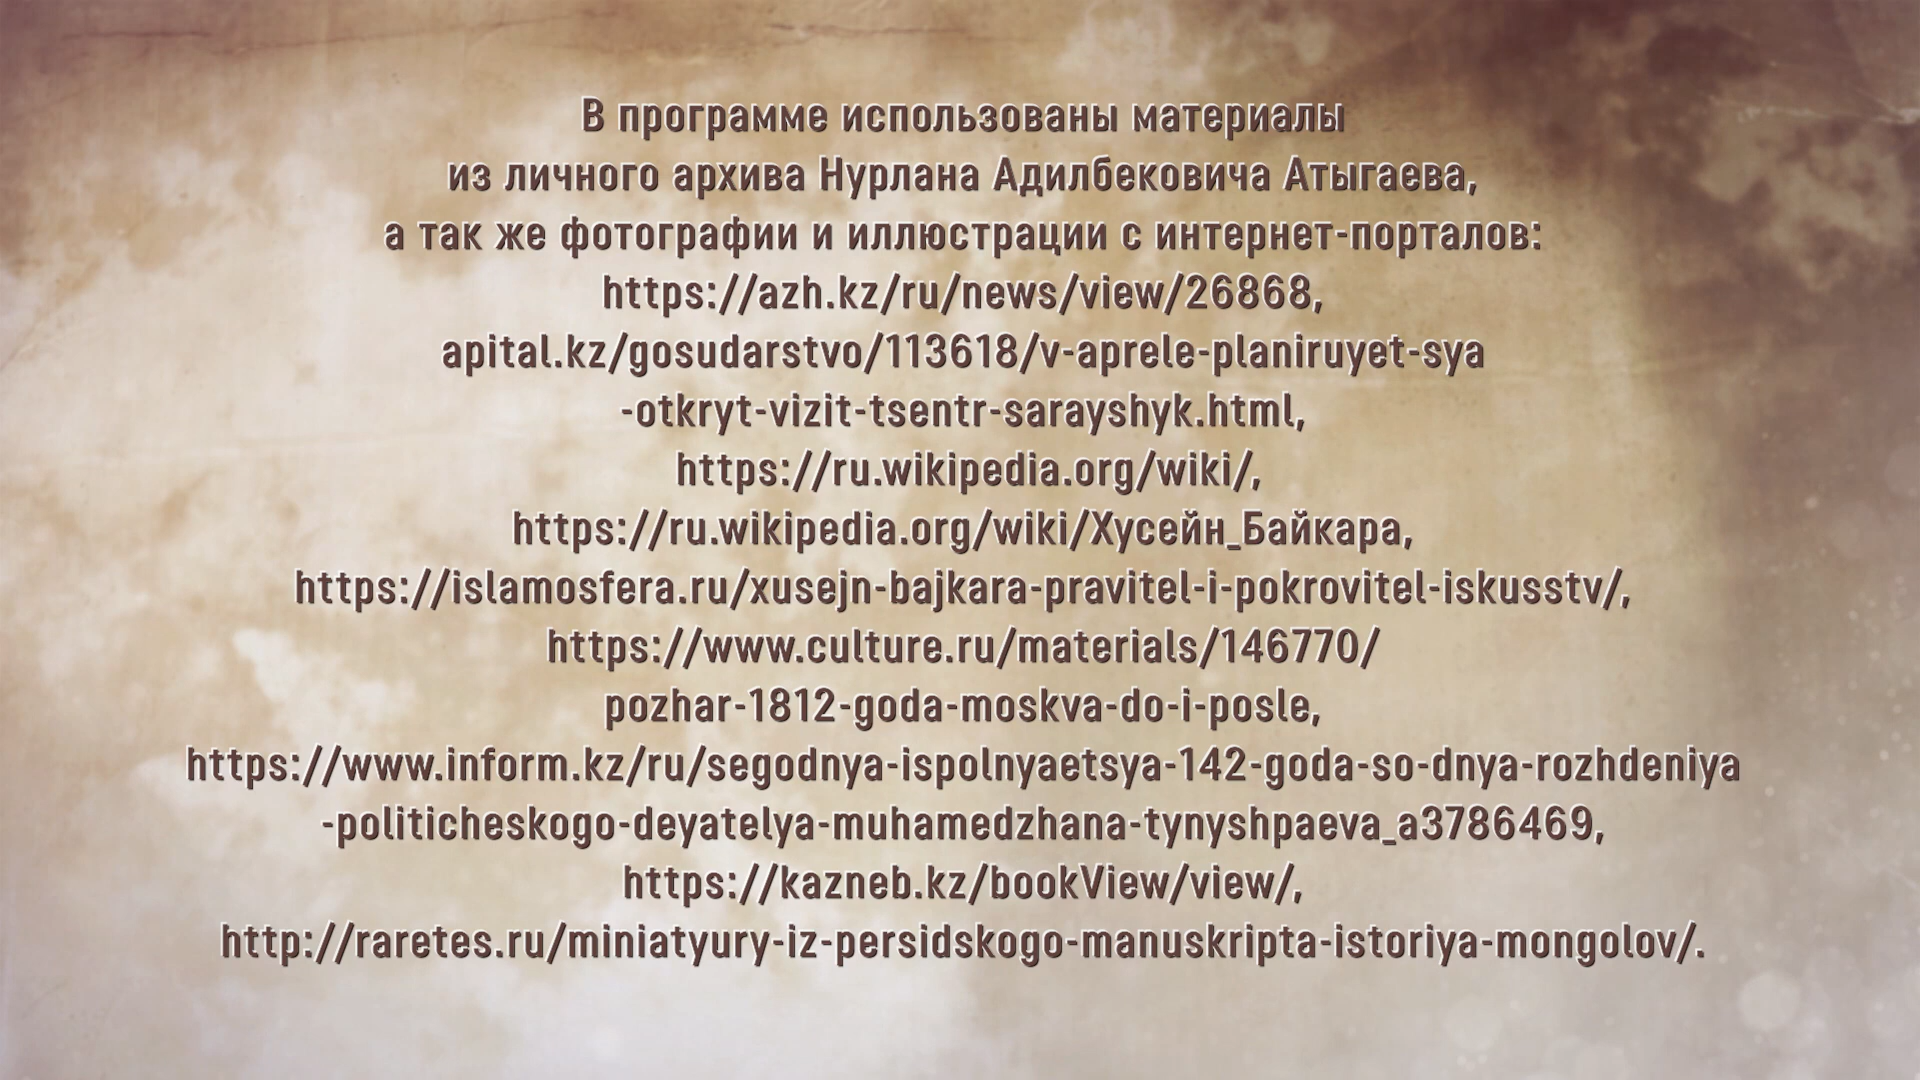 В программе использованы материалы
из личного архива Нурлана Адилбековича Атыгаева,
а так же фотографии и иллюстрации с интернет-порталов:
https://azh.kz/ru/news/view/26868,
apital.kz/gosudarstvo/113618/v-aprele-planiruyet-sya
-otkryt-vizit-tsentr-sarayshyk.html,
https://ru.wikipedia.org/wiki/,
https://ru.wikipedia.org/wiki/Хусейн_Байкара,
https://islamosfera.ru/xusejn-bajkara-pravitel-i-pokrovitel-iskusstv/,
https://www.culture.ru/materials/146770/
pozhar-1812-goda-moskva-do-i-posle,
https://www.inform.kz/ru/segodnya-ispolnyaetsya-142-goda-so-dnya-rozhdeniya
-politicheskogo-deyatelya-muhamedzhana-tynyshpaeva_a3786469,
https://kazneb.kz/bookView/view/,
http://raretes.ru/miniatyury-iz-persidskogo-manuskripta-istoriya-mongolov/.